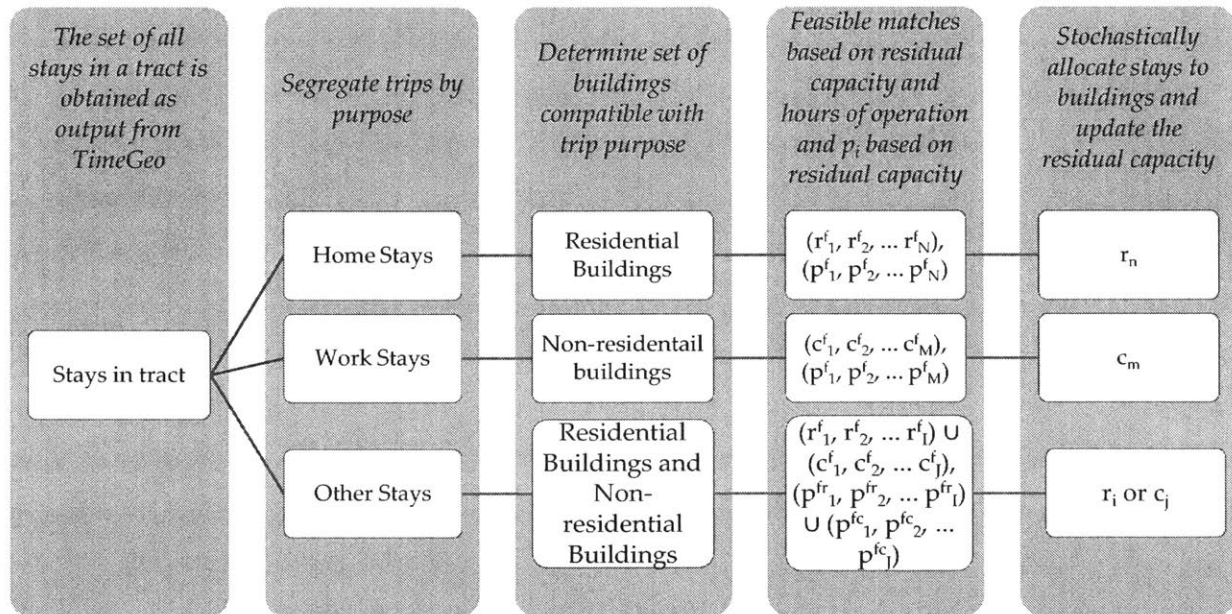 The set of all
stays in a tract is
obtained as
output from
TimeGeo
Segregate trips by
purpose
Determine set of
buildings
compatible with
trip purpose
Feasible matches
based on residual
capacity and
hours of operation
and pᵢ based on
residual capacity
Stochastically
allocate stays to
buildings and
update the
residual capacity
Stays in tract
Home Stays
Residential
Buildings
(r^f_1, r^f_2, ... r^f_N),
(p^f_1, p^f_2, ... p^f_N)
r_n
Work Stays
Non-residentail
buildings
(c^f_1, c^f_2, ... c^f_M),
(p^f_1, p^f_2, ... p^f_M)
c_m
Other Stays
Residential
Buildings and
Non-
residential
Buildings
(r^f_1, r^f_2, ... r^f_I) ∪
(c^f_1, c^f_2, ... c^f_J),
(p^fr_1, p^fr_2, ... p^fr_I)
∪ (p^fc_1, p^fc_2, ...
p^fc_J)
r_i or c_j